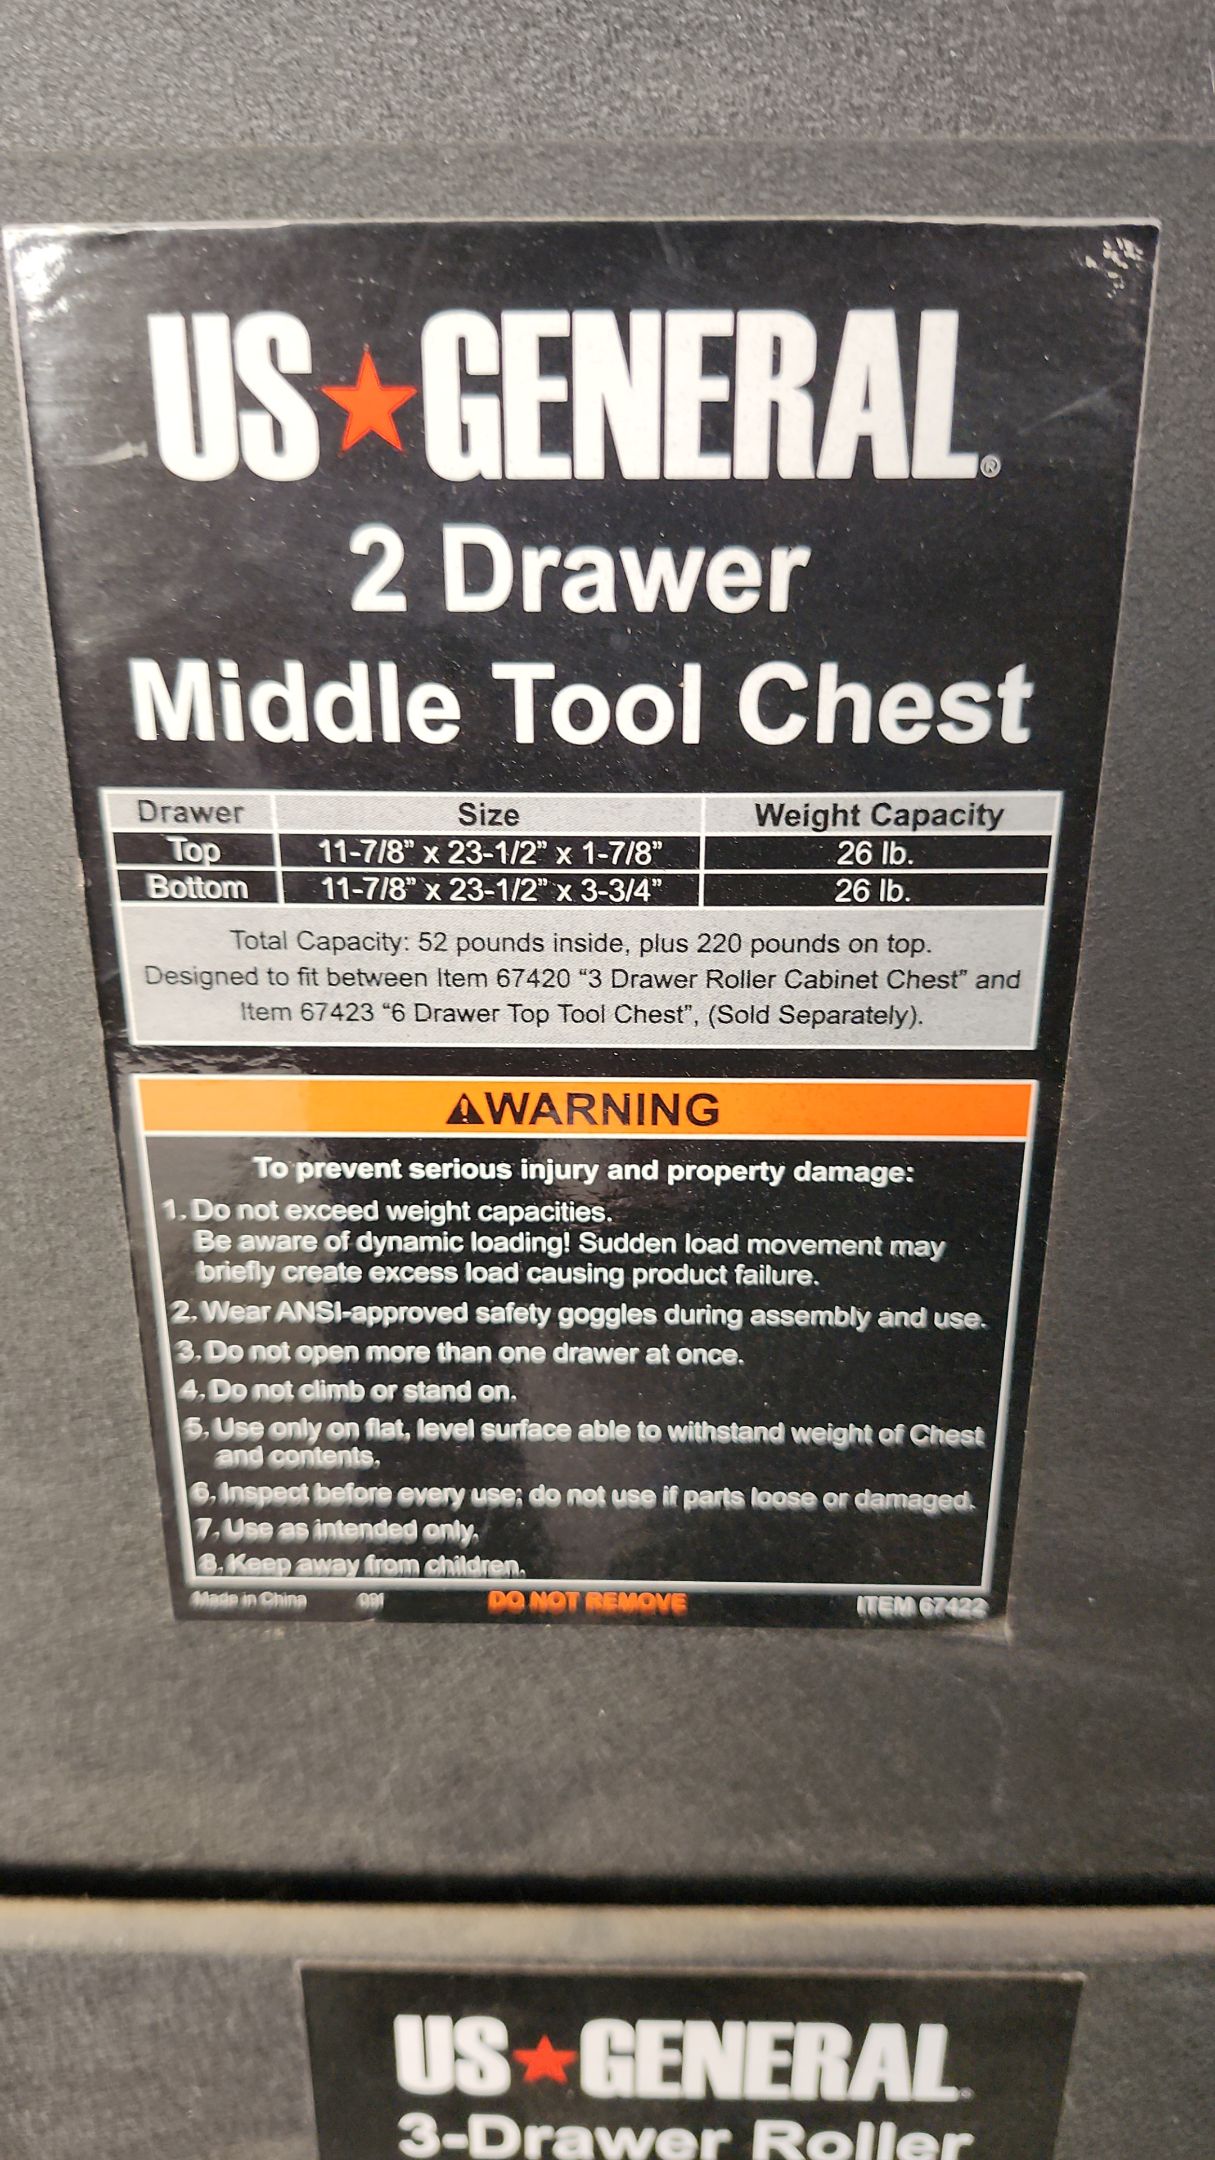 US★GENERAL®
2 Drawer
Middle Tool Chest
Drawer Size Weight Capacity
Top 11-7/8" x 23-1/2" x 1-7/8" 26 lb.
Bottom 11-7/8" x 23-1/2" x 3-3/4" 26 lb.
Total Capacity: 52 pounds inside, plus 220 pounds on top.
Designed to fit between Item 67420 “3 Drawer Roller Cabinet Chest” and
Item 67423 “6 Drawer Top Tool Chest”, (Sold Separately).
⚠WARNING
To prevent serious injury and property damage:
1. Do not exceed weight capacities.
Be aware of dynamic loading! Sudden load movement may
briefly create excess load causing product failure.
2. Wear ANSI-approved safety goggles during assembly and use.
3. Do not open more than one drawer at once.
4. Do not climb or stand on.
5. Use only on flat, level surface able to withstand weight of Chest
and contents.
6. Inspect before every use; do not use if parts loose or damaged.
7. Use as intended only.
8. Keep away from children.
Made in China 091 DO NOT REMOVE ITEM 67422
US★GENERAL
3-Drawer Roller